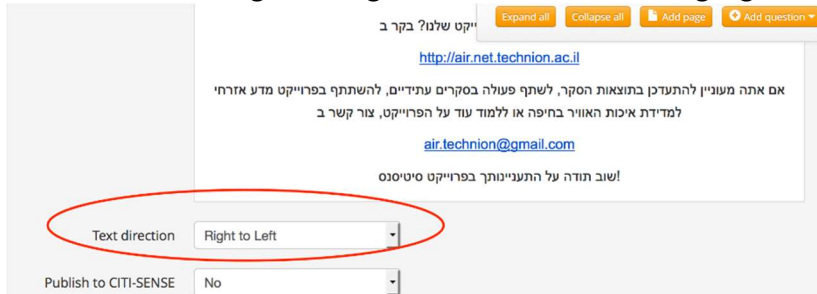 Expand all Collapse all Add page Add question
ייקט שלנו? בקר ב
http://air.net.technion.ac.il
אם אתה מעוניין להתעדכן בתוצאות הסקר, לשתף פעולה בסקרים עתידיים, להשתתף בפרוייקט מדע אזרחי
למדידת איכות האוויר בחיפה או ללמוד עוד על הפרוייקט, צור קשר ב
air.technion@gmail.com
!שוב תודה על התעניינותך בפרוייקט סיטיסנס
Text direction Right to Left
Publish to CITI-SENSE No